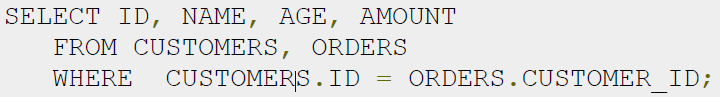 SELECT ID, NAME, AGE, AMOUNT
FROM CUSTOMERS, ORDERS
WHERE  CUSTOMERS.ID = ORDERS.CUSTOMER_ID;